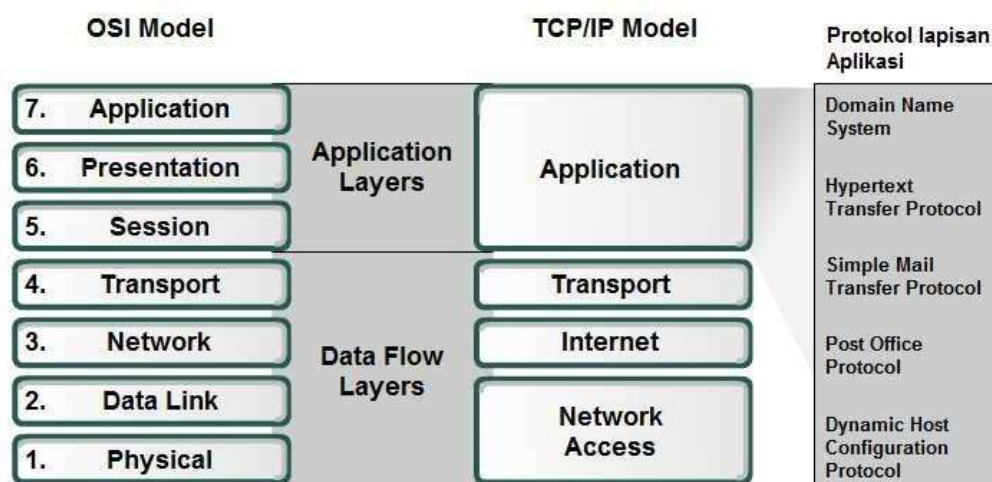 OSI Model
7. Application
6. Presentation
5. Session
4. Transport
3. Network
2. Data Link
1. Physical
Application
Layers
Data Flow
Layers
TCP/IP Model
Application
Transport
Internet
Network
Access
Protokol lapisan
Aplikasi
Domain Name
System
Hypertext
Transfer Protocol
Simple Mail
Transfer Protocol
Post Office
Protocol
Dynamic Host
Configuration
Protocol